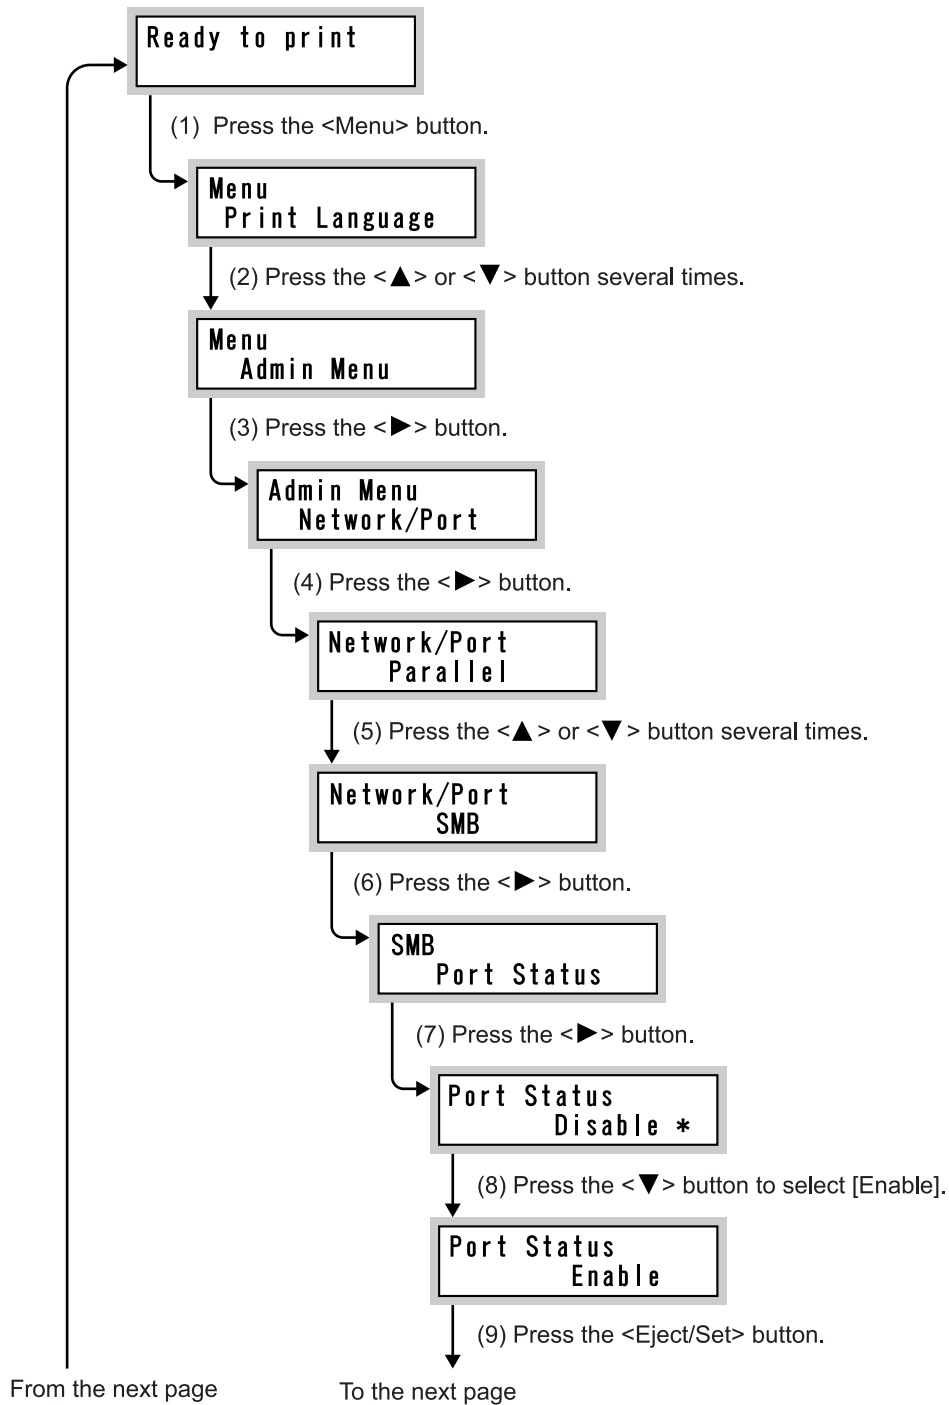 Ready to print
(1) Press the <Menu> button.
Menu
Print Language
(2) Press the <▲> or <▼> button several times.
Menu
Admin Menu
(3) Press the <▶> button.
Admin Menu
Network/Port
(4) Press the <▶> button.
Network/Port
Parallel
(5) Press the <▲> or <▼> button several times.
Network/Port
SMB
(6) Press the <▶> button.
SMB
Port Status
(7) Press the <▶> button.
Port Status
Disable *
(8) Press the <▼> button to select [Enable].
Port Status
Enable
(9) Press the <Eject/Set> button.
From the next page
To the next page